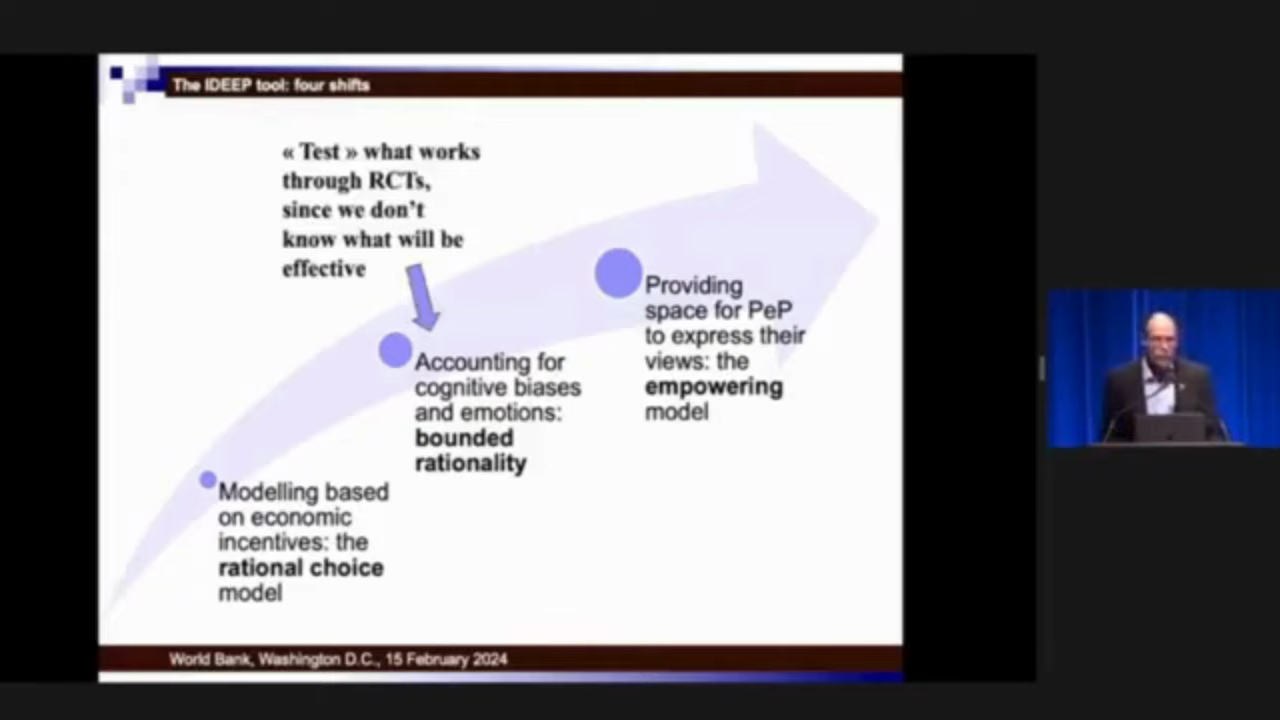 The IDEEP tool: four shifts
« Test » what works
through RCTs,
since we don't
know what will be
effective
Providing
space for PeP
to express their
views: the
empowering
model
Accounting for
cognitive biases
and emotions:
bounded
rationality
Modelling based
on economic
incentives: the
rational choice
model
World Bank, Washington D.C., 15 February 2024